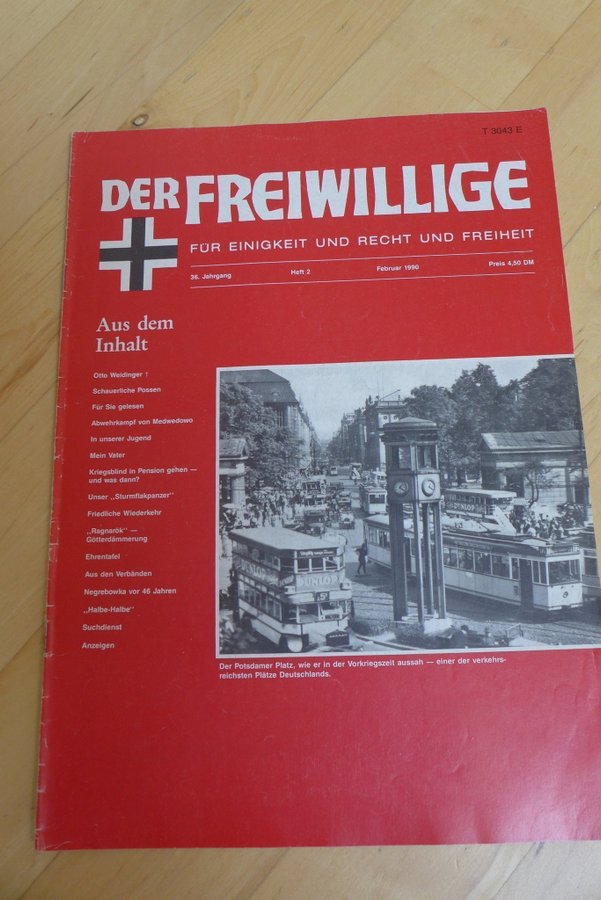 T 3043 E
DER FREIWILLIGE
FÜR EINIGKEIT UND RECHT UND FREIHEIT
36. Jahrgang Heft 2 Februar 1990 Preis 4,50 DM
Aus dem
Inhalt
Otto Weidinger †
Schauerliche Possen
Für Sie gelesen
Abwehrkampf von Medwedowo
In unserer Jugend
Mein Vater
Kriegsblind in Pension gehen —
und was dann?
Unser „Sturmflakpanzer"
Friedliche Wiederkehr
„Ragnarök" —
Götterdämmerung
Ehrentafel
Aus den Verbänden
Negrebowka vor 46 Jahren
„Halbe-Halbe"
Suchdienst
Anzeigen
DUNLOP
DUNLOP
DUNLOP
Der Potsdamer Platz, wie er in der Vorkriegszeit aussah — einer der verkehrs-
reichsten Plätze Deutschlands.